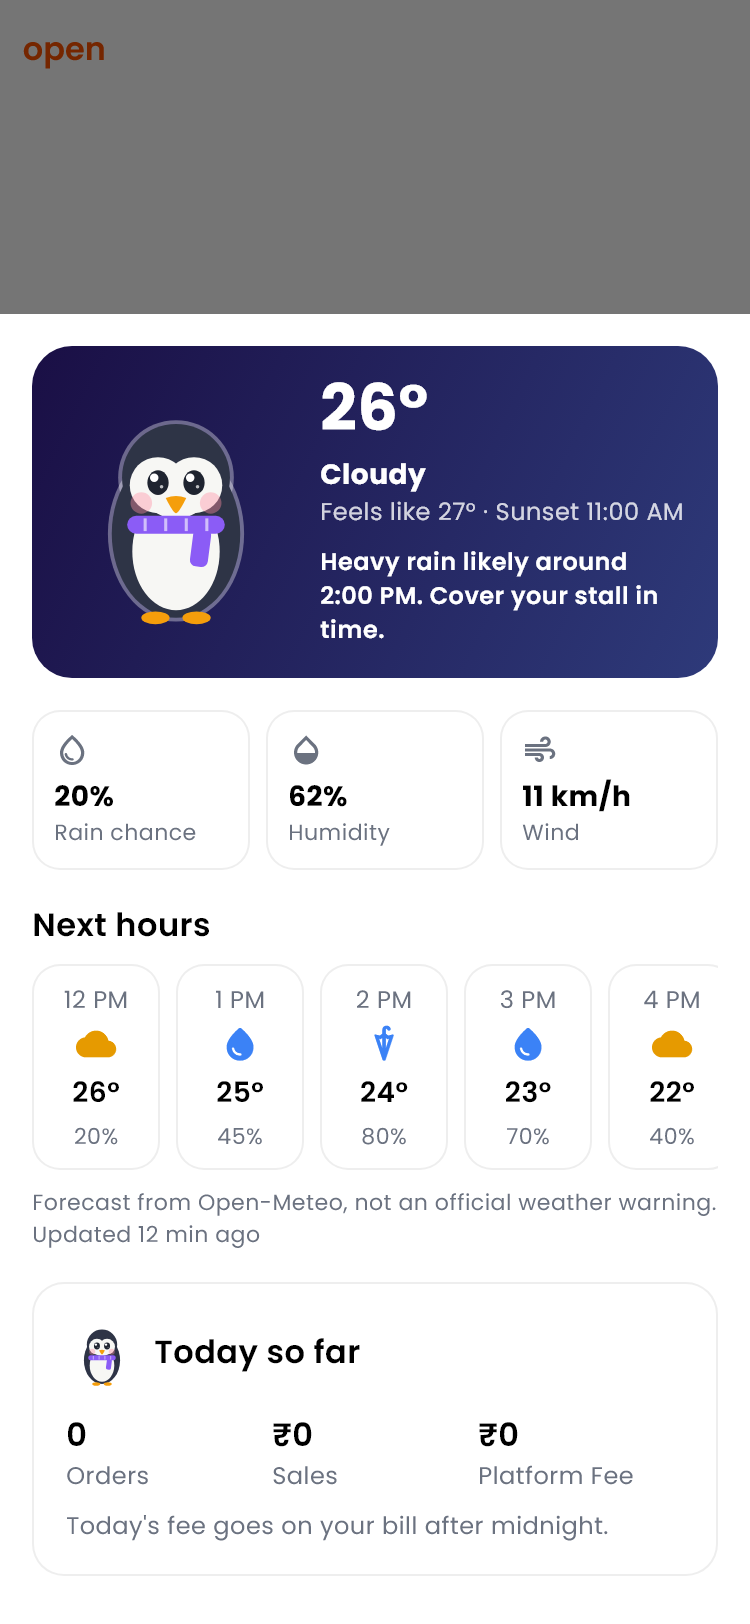 open
26°
Cloudy
Feels like 27° · Sunset 11:00 AM
Heavy rain likely around
2:00 PM. Cover your stall in
time.
20%
Rain chance
62%
Humidity
11 km/h
Wind
Next hours
12 PM
26°
20%
1 PM
25°
45%
2 PM
24°
80%
3 PM
23°
70%
4 PM
22°
40%
Forecast from Open-Meteo, not an official weather warning.
Updated 12 min ago
Today so far
0
Orders
₹0
Sales
₹0
Platform Fee
Today's fee goes on your bill after midnight.